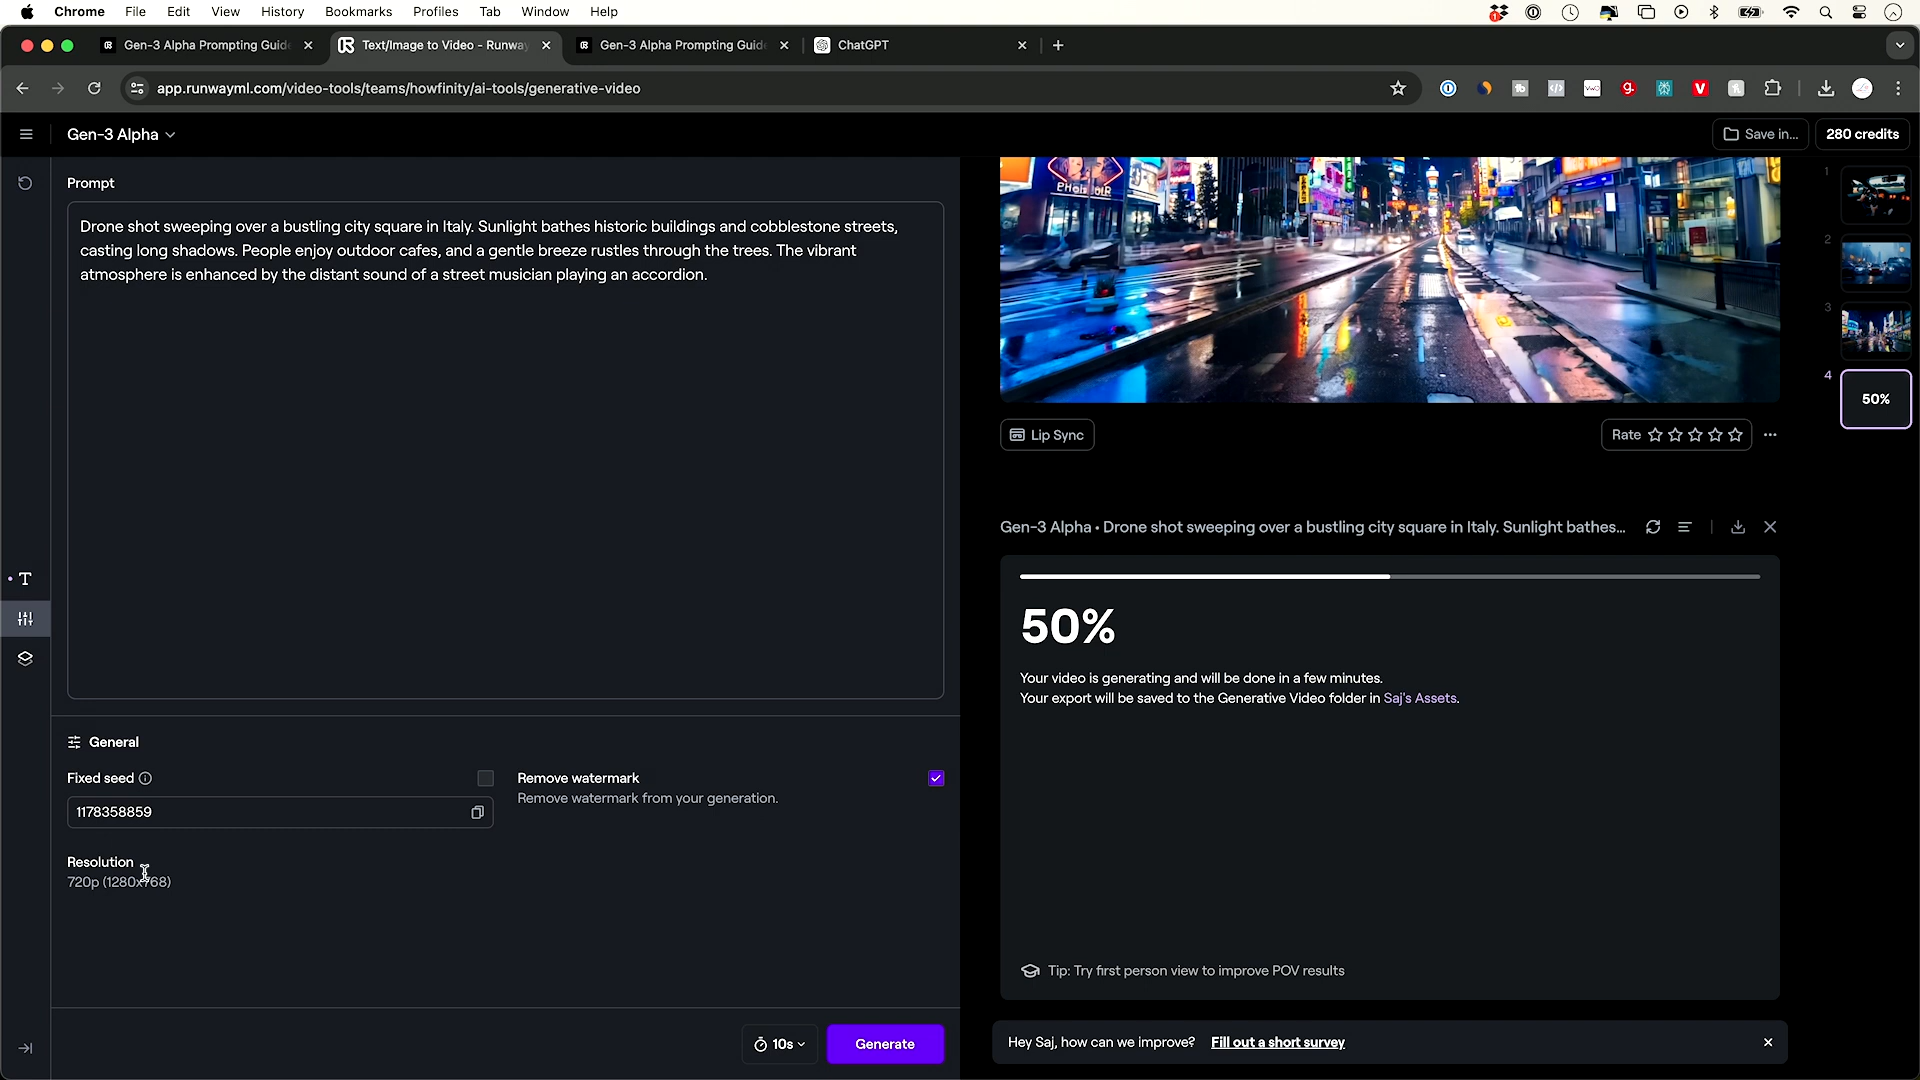 Chrome File Edit View History Bookmarks Profiles Tab Window Help
Gen-3 Alpha Prompting Guide
Text/Image to Video - Runway
Gen-3 Alpha Prompting Guide
ChatGPT
app.runwayml.com/video-tools/teams/howfinity/ai-tools/generative-video
Gen-3 Alpha
Save in...
280 credits
Prompt
Drone shot sweeping over a bustling city square in Italy. Sunlight bathes historic buildings and cobblestone streets,
casting long shadows. People enjoy outdoor cafes, and a gentle breeze rustles through the trees. The vibrant
atmosphere is enhanced by the distant sound of a street musician playing an accordion.
General
Fixed seed
1178358859
Remove watermark
Remove watermark from your generation.
Resolution
720p (1280x768)
10s
Generate
Lip Sync
Rate
Gen-3 Alpha • Drone shot sweeping over a bustling city square in Italy. Sunlight bathes...
50%
Your video is generating and will be done in a few minutes.
Your export will be saved to the Generative Video folder in Saj's Assets.
Tip: Try first person view to improve POV results
Hey Saj, how can we improve? Fill out a short survey
1
2
3
4
50%